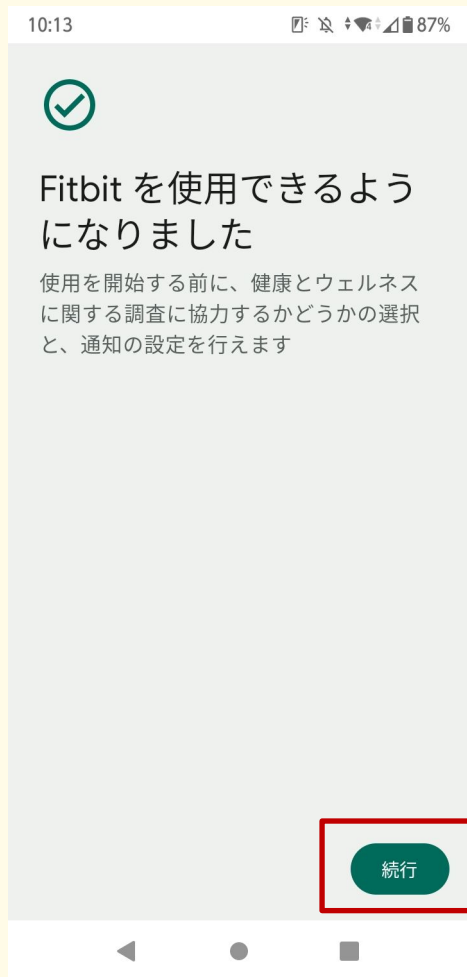 10:13
87%
Fitbit を使用できるよう
になりました
使用を開始する前に、健康とウェルネス
に関する調査に協力するかどうかの選択
と、通知の設定を行えます
続行